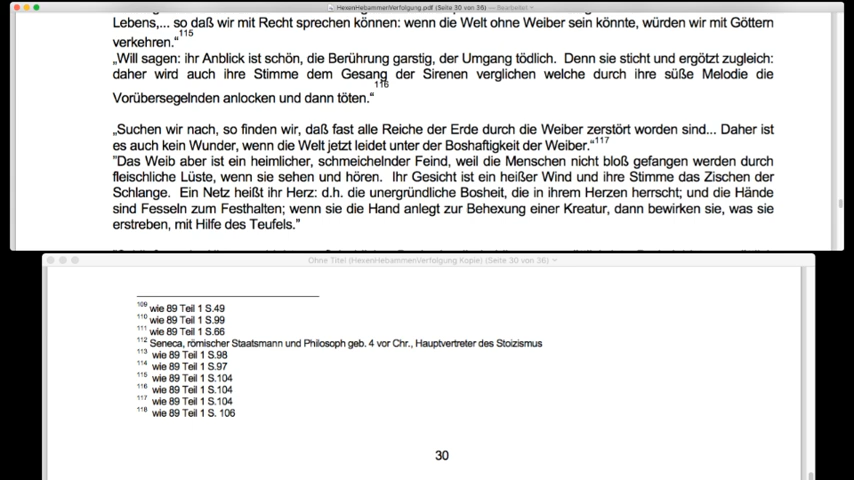 HexenHebammenVerfolgung.pdf (Seite 30 von 36) — Bearbeitet
Lebens,... so daß wir mit Recht sprechen können: wenn die Welt ohne Weiber sein könnte, würden wir mit Göttern
verkehren.“115
„Will sagen: ihr Anblick ist schön, die Berührung garstig, der Umgang tödlich. Denn sie sticht und ergötzt zugleich:
daher wird auch ihre Stimme dem Gesang der Sirenen verglichen welche durch ihre süße Melodie die
Vorübersegelnden anlocken und dann töten.“116
„Suchen wir nach, so finden wir, daß fast alle Reiche der Erde durch die Weiber zerstört worden sind... Daher ist
es auch kein Wunder, wenn die Welt jetzt leidet unter der Boshaftigkeit der Weiber.“117
”Das Weib aber ist ein heimlicher, schmeichelnder Feind, weil die Menschen nicht bloß gefangen werden durch
fleischliche Lüste, wenn sie sehen und hören. Ihr Gesicht ist ein heißer Wind und ihre Stimme das Zischen der
Schlange. Ein Netz heißt ihr Herz: d.h. die unergründliche Bosheit, die in ihrem Herzen herrscht; und die Hände
sind Fesseln zum Festhalten; wenn sie die Hand anlegt zur Behexung einer Kreatur, dann bewirken sie, was sie
erstreben, mit Hilfe des Teufels.”
Ohne Titel (HexenHebammenVerfolgung Kopie) (Seite 30 von 36)
109 wie 89 Teil 1 S.49
110 wie 89 Teil 1 S.99
111 wie 89 Teil 1 S.66
112 Seneca, römischer Staatsmann und Philosoph geb. 4 vor Chr., Hauptvertreter des Stoizismus
113 wie 89 Teil 1 S.98
114 wie 89 Teil 1 S.97
115 wie 89 Teil 1 S.104
116 wie 89 Teil 1 S.104
117 wie 89 Teil 1 S.104
118 wie 89 Teil 1 S. 106
30